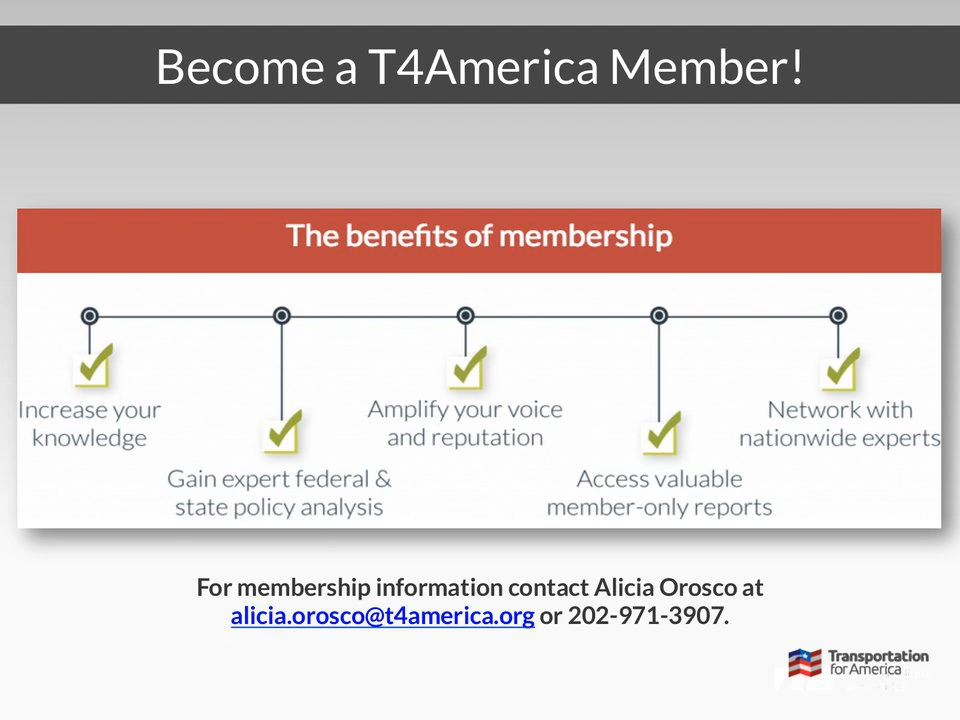 Become a T4America Member!
The benefits of membership
Increase your
knowledge
Gain expert federal &
state policy analysis
Amplify your voice
and reputation
Access valuable
member-only reports
Network with
nationwide experts
For membership information contact Alicia Orosco at
alicia.orosco@t4america.org or 202-971-3907.
Transportation
for America